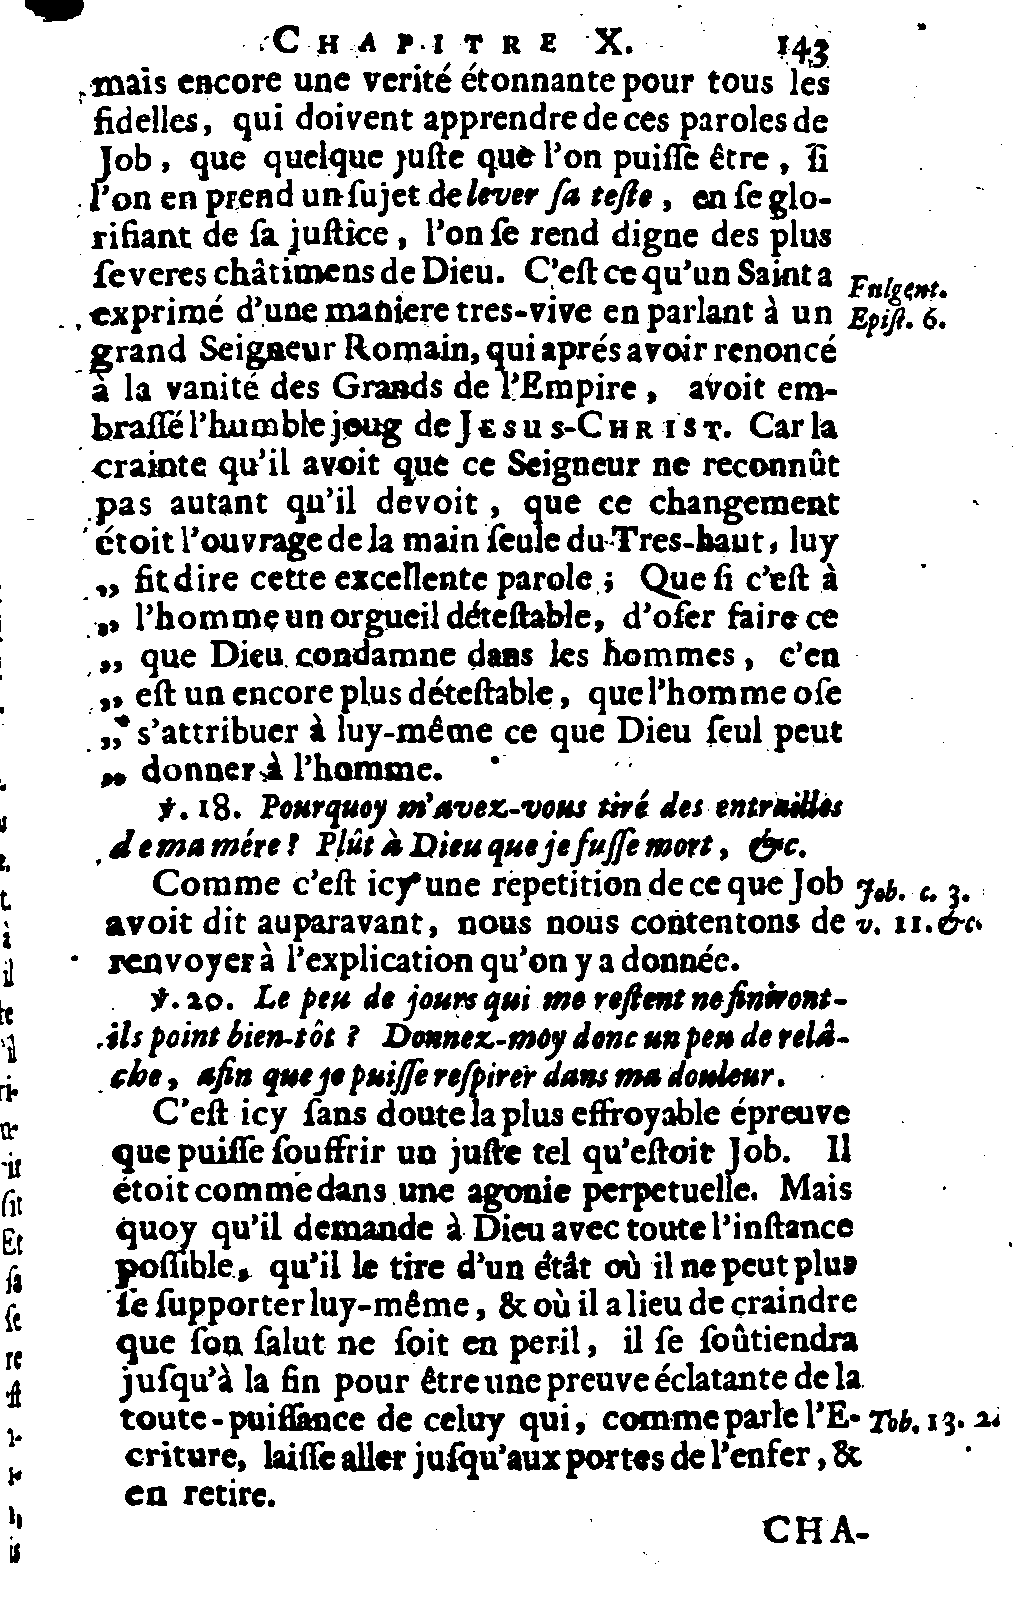 CHAPITRE X. 143
mais encore une verité étonnante pour tous les
fidelles, qui doivent apprendre de ces paroles de
Job, que quelque juſte que l'on puiſſe être, ſi
l'on en prend un ſujet de lever ſa teſte, en ſe glo-
rifiant de ſa juſtice, l'on ſe rend digne des plus
ſeveres châtimens de Dieu. C'eſt ce qu'un Saint a
Fulgent.
exprimé d'une maniere tres-vive en parlant à un
Epiſt. 6.
grand Seigneur Romain, qui aprés avoir renoncé
à la vanité des Grands de l'Empire, avoit em-
braſſé l'humble joug de JESUS-CHRIST. Car la
crainte qu'il avoit que ce Seigneur ne reconnût
pas autant qu'il devoit, que ce changement
étoit l'ouvrage de la main ſeule du Tres-haut, luy
„ fit dire cette excellente parole ; Que ſi c'eſt à
„ l'homme un orgueil déteſtable, d'oſer faire ce
„ que Dieu condamne dans les hommes, c'en
„ eſt un encore plus déteſtable, que l'homme oſe
„ s'attribuer à luy-même ce que Dieu ſeul peut
„ donner à l'homme.
℣. 18. Pourquoy m'avez-vous tiré des entrailles
de ma mére ! Plût à Dieu que je fuſſe mort, &c.
Comme c'eſt icy une repetition de ce que Job
Job. c. 3.
avoit dit auparavant, nous nous contentons de
v. 11. &c.
renvoyer à l'explication qu'on y a donnée.
℣. 20. Le peu de jours qui me reſtent ne finiront-
ils point bien-tôt ? Donnez-moy donc un peu de relâ-
che, afin que je puiſſe reſpirer dans ma douleur.
C'eſt icy ſans doute la plus effroyable épreuve
que puiſſe ſouffrir un juſte tel qu'eſtoit Job. Il
étoit comme dans une agonie perpetuelle. Mais
quoy qu'il demande à Dieu avec toute l'inſtance
poſſible, qu'il le tire d'un êtât où il ne peut plus
ſe ſupporter luy-même, & où il a lieu de craindre
que ſon ſalut ne ſoit en peril, il ſe ſoûtiendra
juſqu'à la fin pour être une preuve éclatante de la
toute-puiſſance de celuy qui, comme parle l'E-
Tob. 13. 2.
criture, laiſſe aller juſqu'aux portes de l'enfer, &
en retire.
CHA-